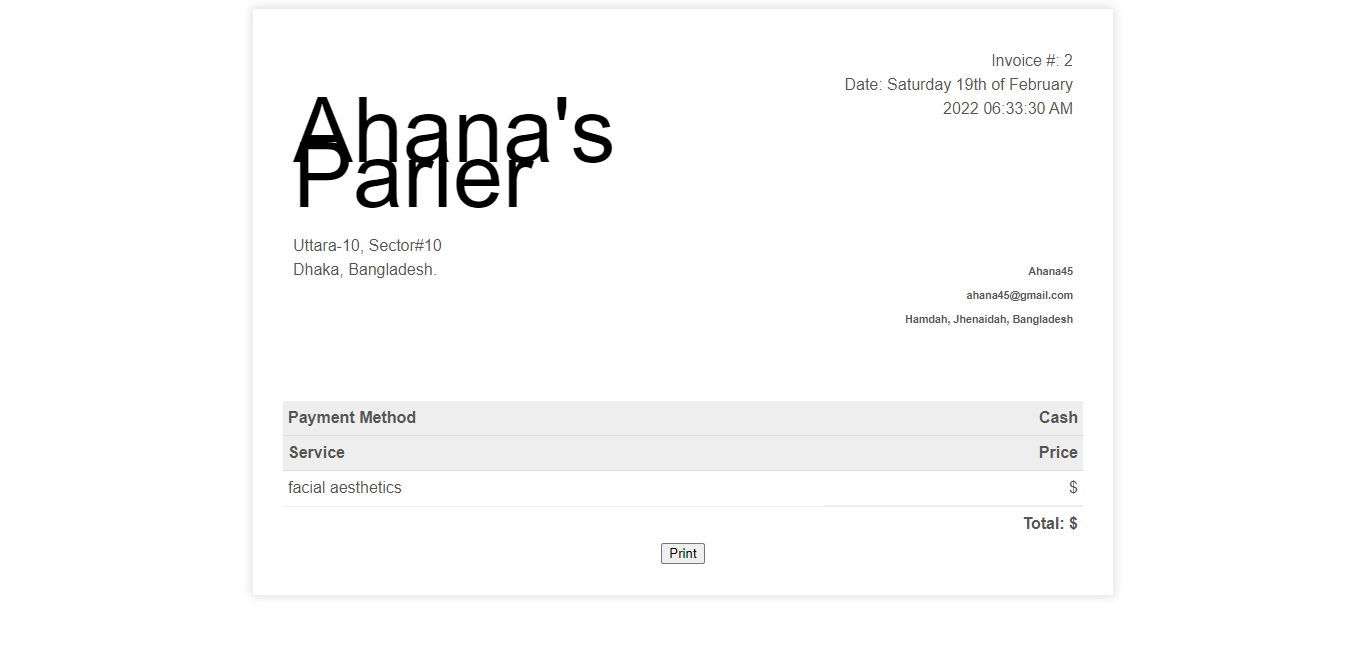 Invoice #: 2
Date: Saturday 19th of February
2022 06:33:30 AM
Ahana's
Parler
Uttara-10, Sector#10
Dhaka, Bangladesh.
Ahana45
ahana45@gmail.com
Hamdah, Jhenaidah, Bangladesh
Payment Method Cash
Service Price
facial aesthetics $
Total: $
Print